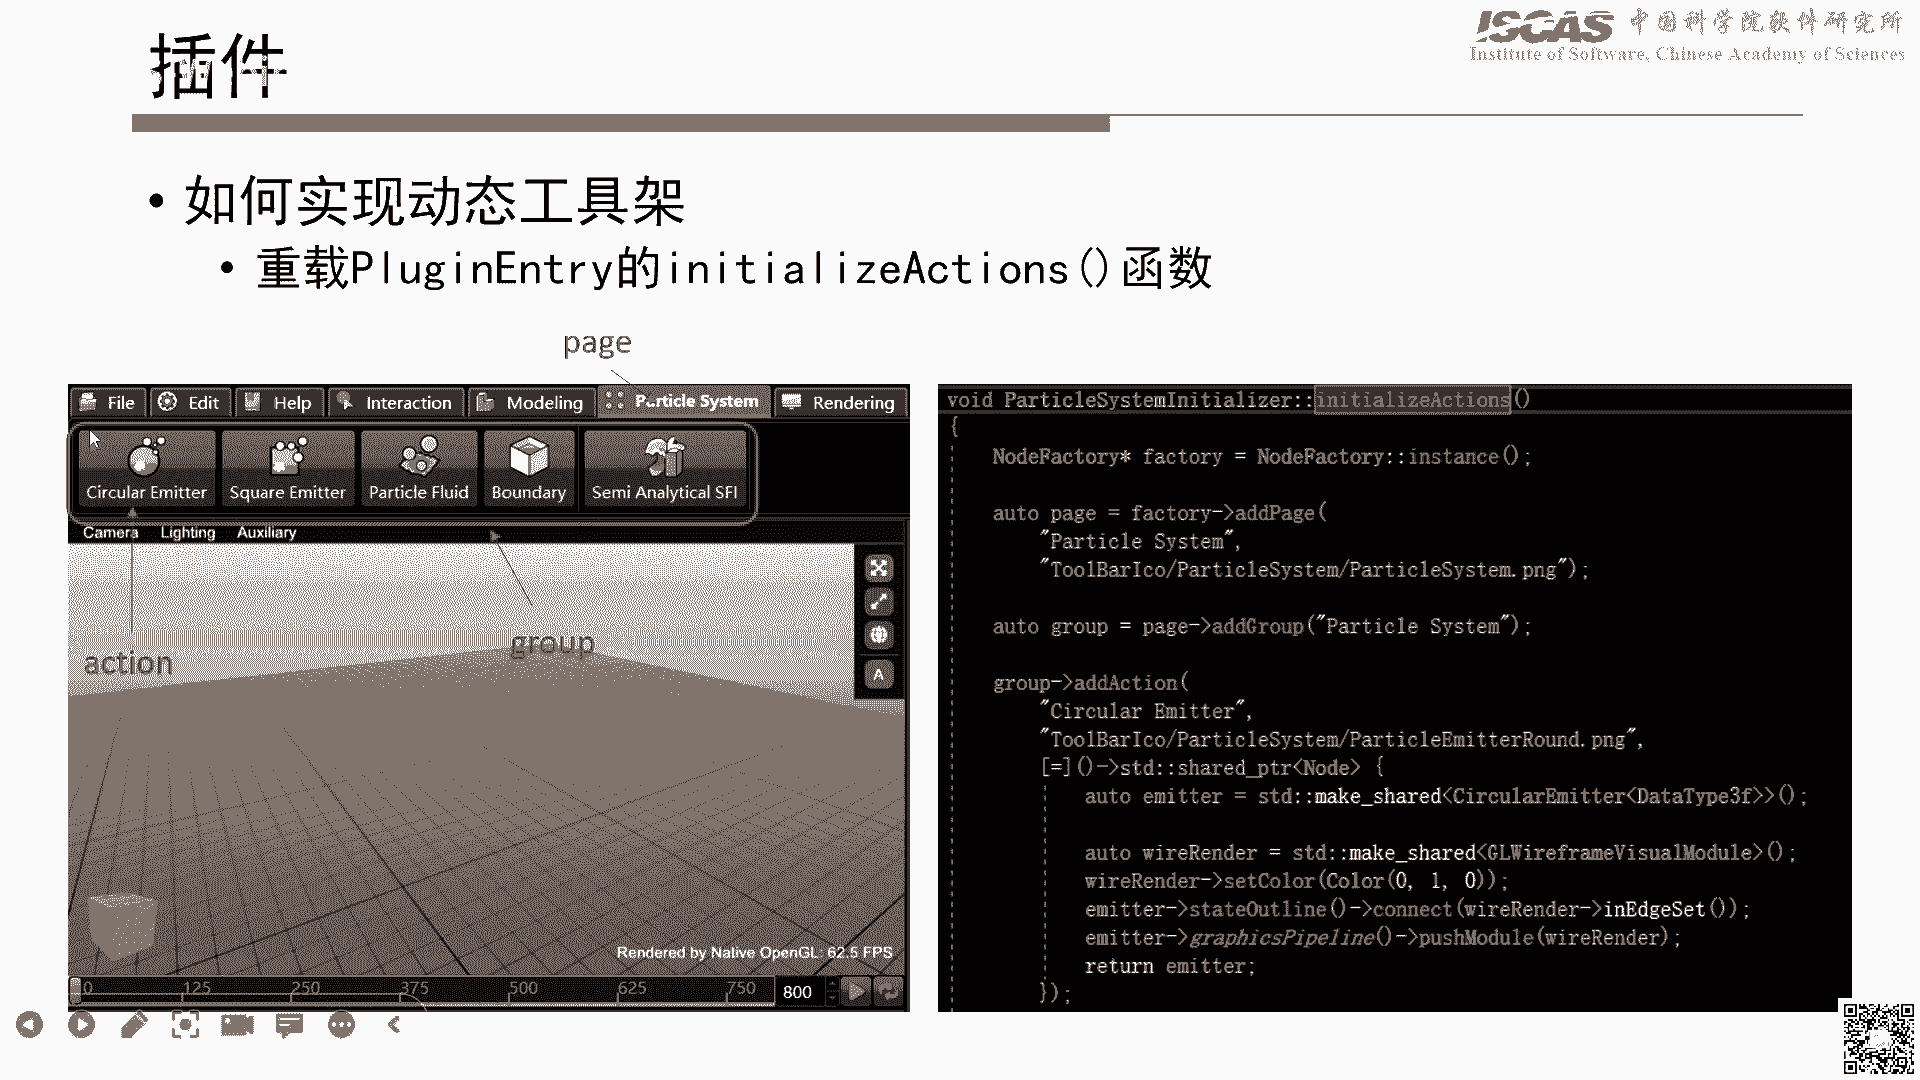 插件
ISCAS 中国科学院软件研究所
Institute of Software, Chinese Academy of Sciences
• 如何实现动态工具架
• 重载PluginEntry的initializeActions()函数
page
File Edit Help Interaction Modeling Particle System Rendering
Circular Emitter Square Emitter Particle Fluid Boundary Semi Analytical SFI
Camera Lighting Auxiliary
action
group
A
Rendered by Native OpenGL: 62.5 FPS
0 125 250 375 500 625 750 800
void ParticleSystemInitializer::initializeActions()
{
NodeFactory* factory = NodeFactory::instance();
auto page = factory->addPage(
"Particle System",
"ToolBarIco/ParticleSystem/ParticleSystem.png");
auto group = page->addGroup("Particle System");
group->addAction(
"Circular Emitter",
"ToolBarIco/ParticleSystem/ParticleEmitterRound.png",
[=]()->std::shared_ptr<Node> {
auto emitter = std::make_shared<CircularEmitter<DataType3f>>();
auto wireRender = std::make_shared<GLWireframeVisualModule>();
wireRender->setColor(Color(0, 1, 0));
emitter->stateOutline()->connect(wireRender->inEdgeSet());
emitter->graphicsPipeline()->pushModule(wireRender);
return emitter;
});